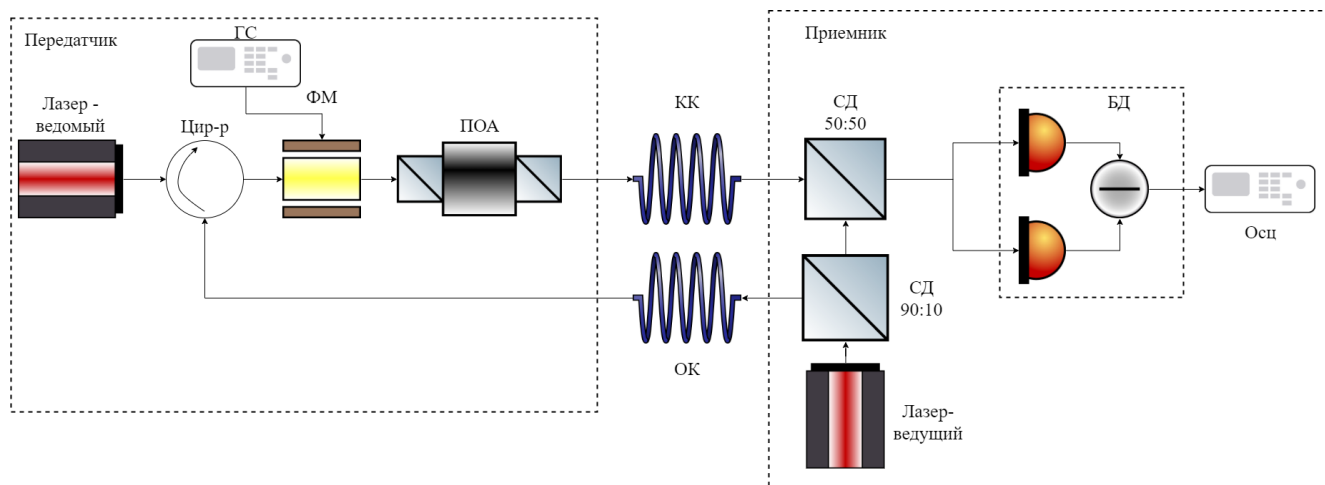 Передатчик
ГС
Приемник
Лазер -
ведомый
Цир-р
ФМ
ПОА
КК
СД
50:50
БД
Осц
ОК
СД
90:10
Лазер-
ведущий